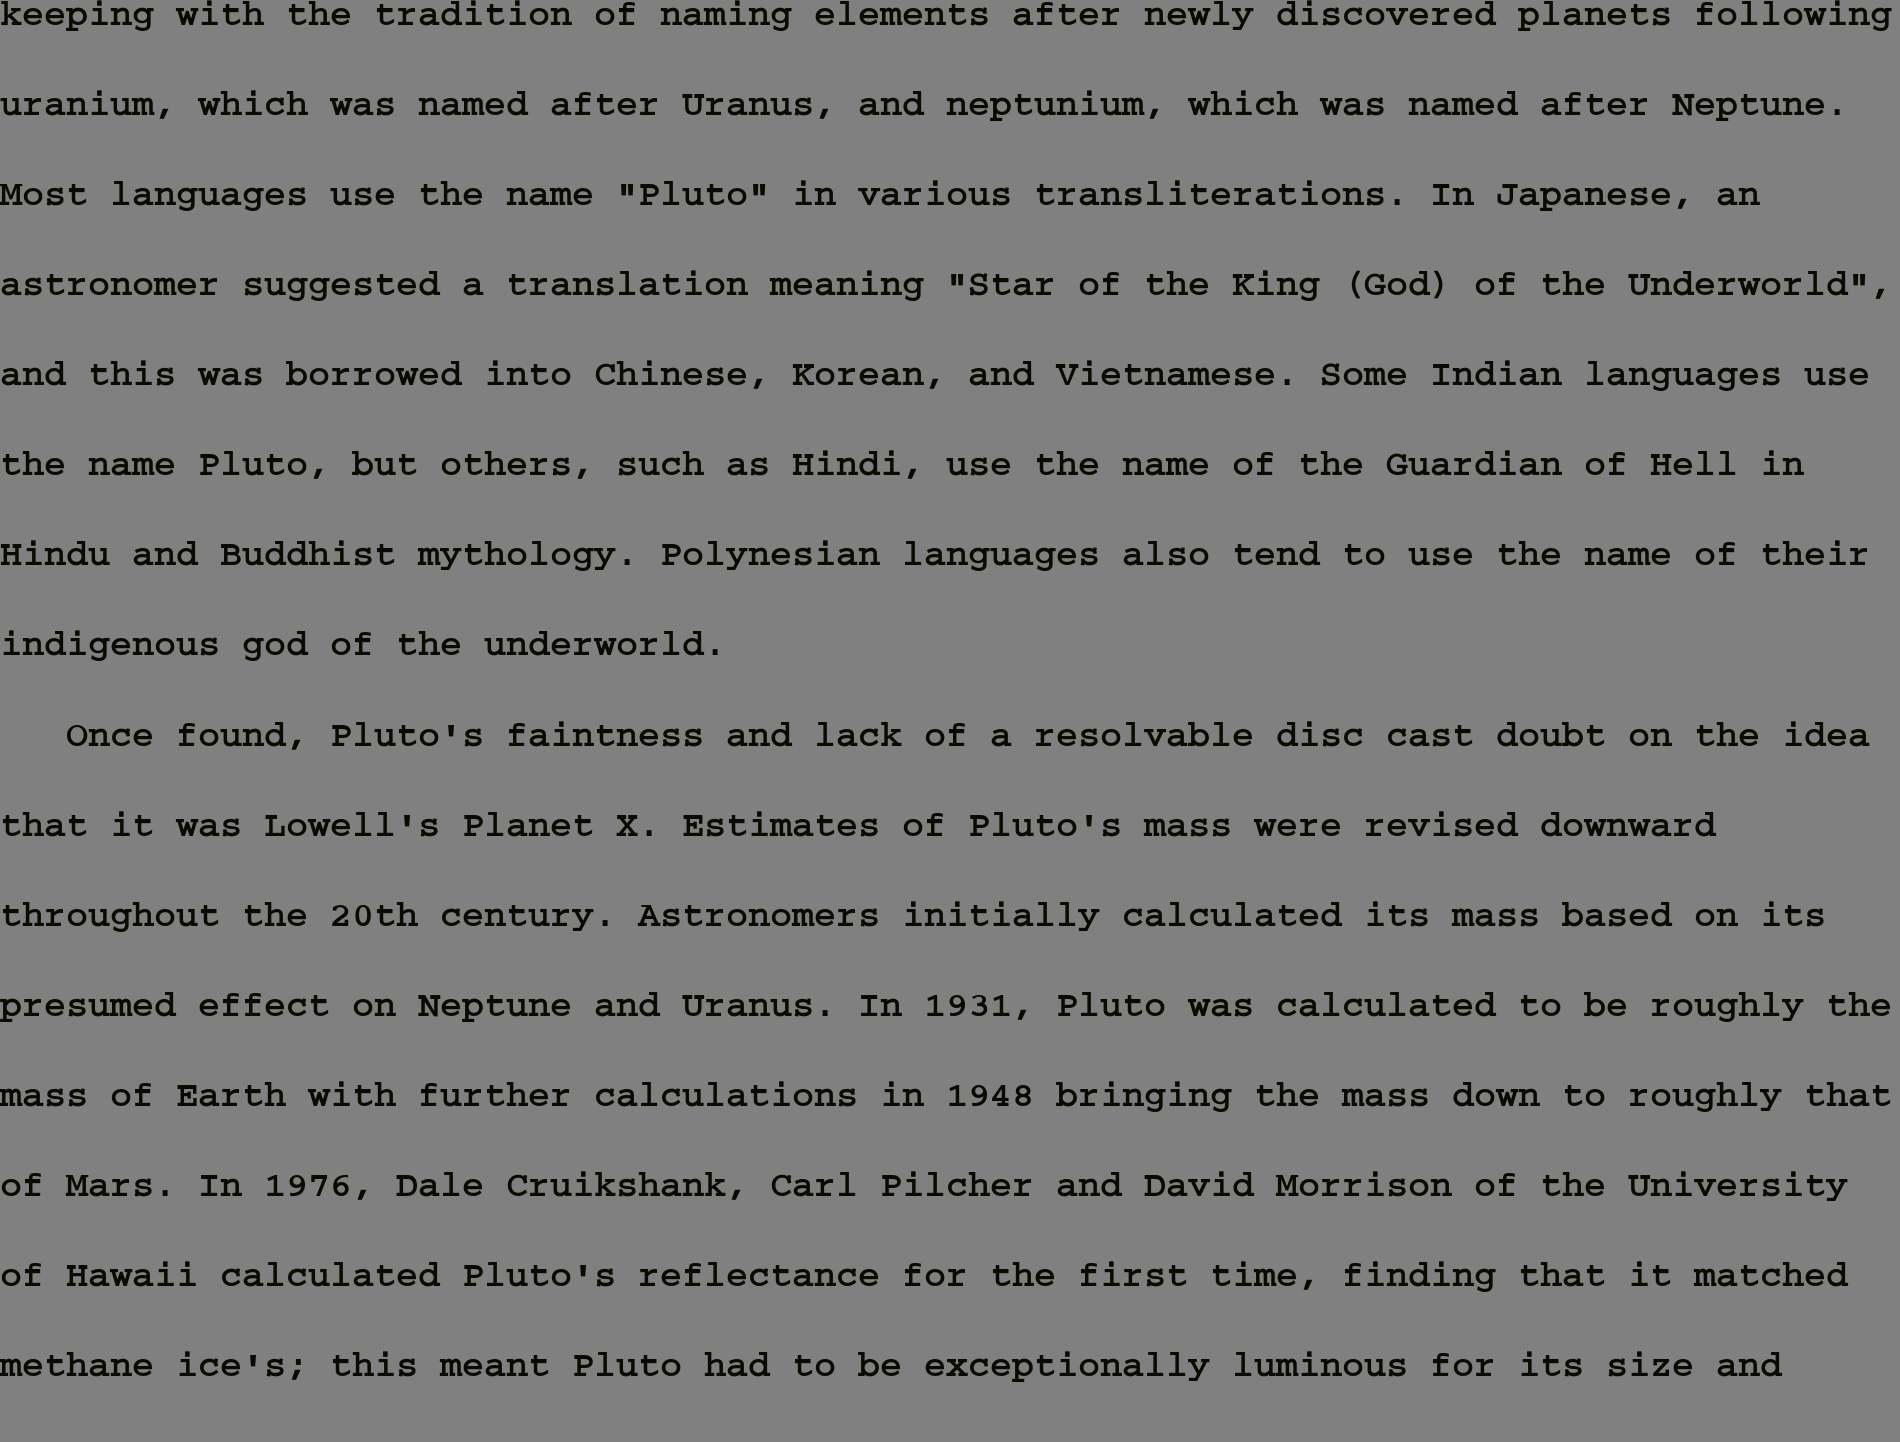 keeping with the tradition of naming elements after newly discovered planets following
uranium, which was named after Uranus, and neptunium, which was named after Neptune.
Most languages use the name "Pluto" in various transliterations. In Japanese, an
astronomer suggested a translation meaning "Star of the King (God) of the Underworld",
and this was borrowed into Chinese, Korean, and Vietnamese. Some Indian languages use
the name Pluto, but others, such as Hindi, use the name of the Guardian of Hell in
Hindu and Buddhist mythology. Polynesian languages also tend to use the name of their
indigenous god of the underworld.
Once found, Pluto's faintness and lack of a resolvable disc cast doubt on the idea
that it was Lowell's Planet X. Estimates of Pluto's mass were revised downward
throughout the 20th century. Astronomers initially calculated its mass based on its
presumed effect on Neptune and Uranus. In 1931, Pluto was calculated to be roughly the
mass of Earth with further calculations in 1948 bringing the mass down to roughly that
of Mars. In 1976, Dale Cruikshank, Carl Pilcher and David Morrison of the University
of Hawaii calculated Pluto's reflectance for the first time, finding that it matched
methane ice's; this meant Pluto had to be exceptionally luminous for its size and